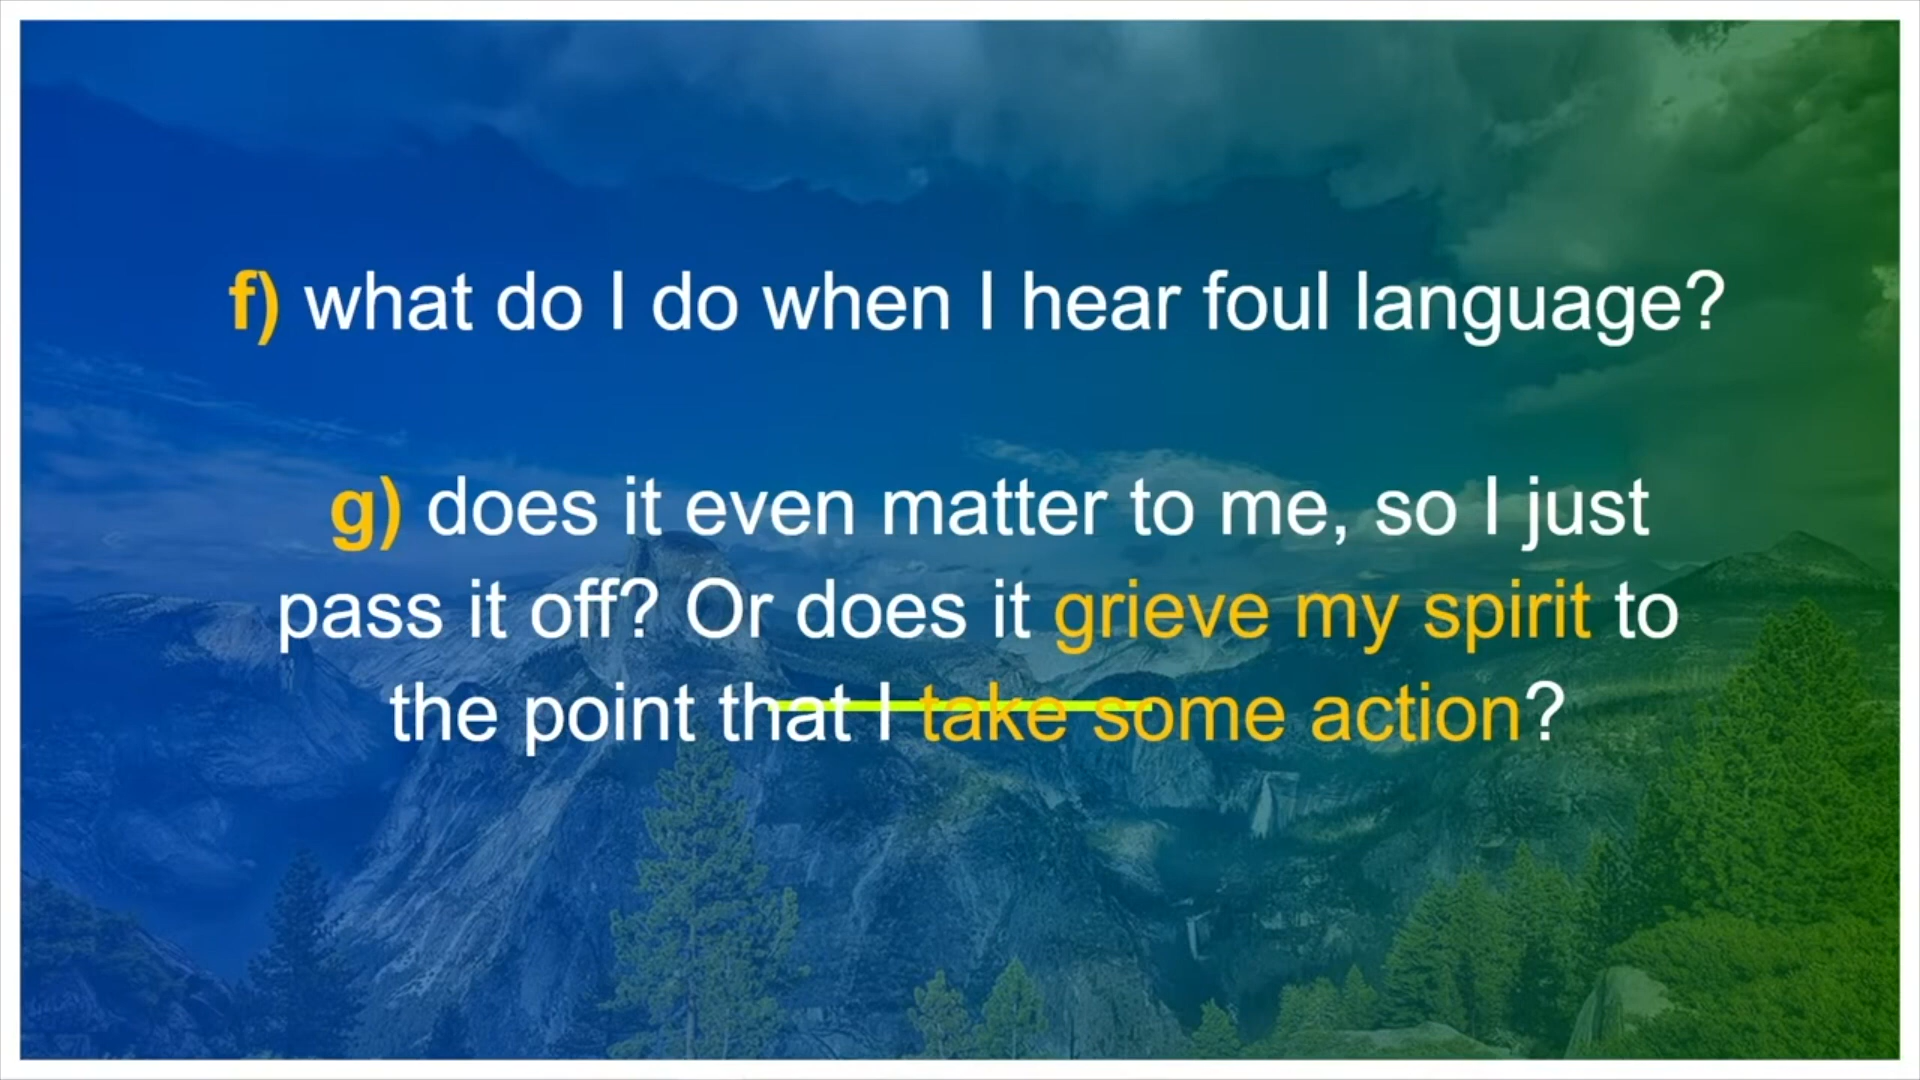 f) what do I do when I hear foul language?
g) does it even matter to me, so I just
pass it off? Or does it grieve my spirit to
the point that I take some action?